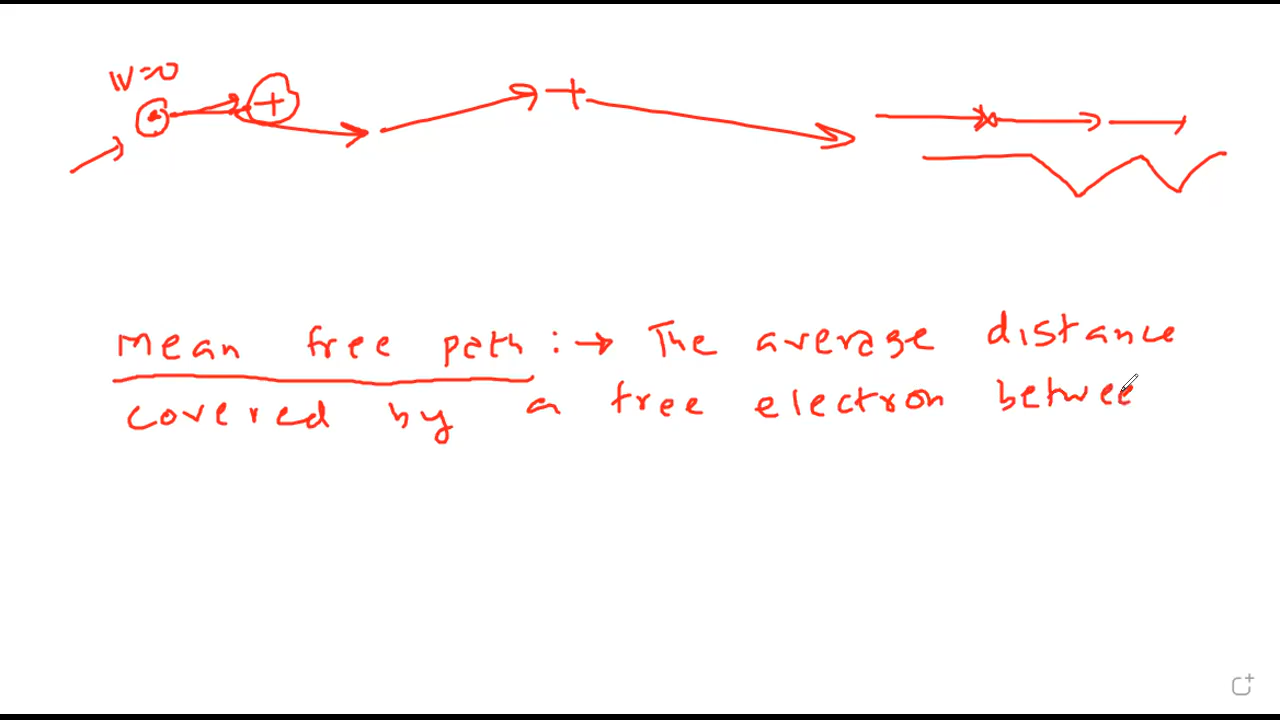 Mean free path :→ The average distance
covered by a free electron betwee